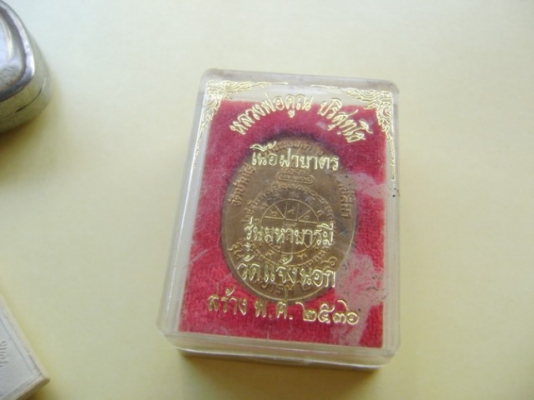 หลวงพ่อคูณ ปริสุทโธ
เนื้อฝาบาตร
รุ่นมหาบารมี
วัดแจ้งนอก
สร้าง พ.ศ. ๒๕๓๖